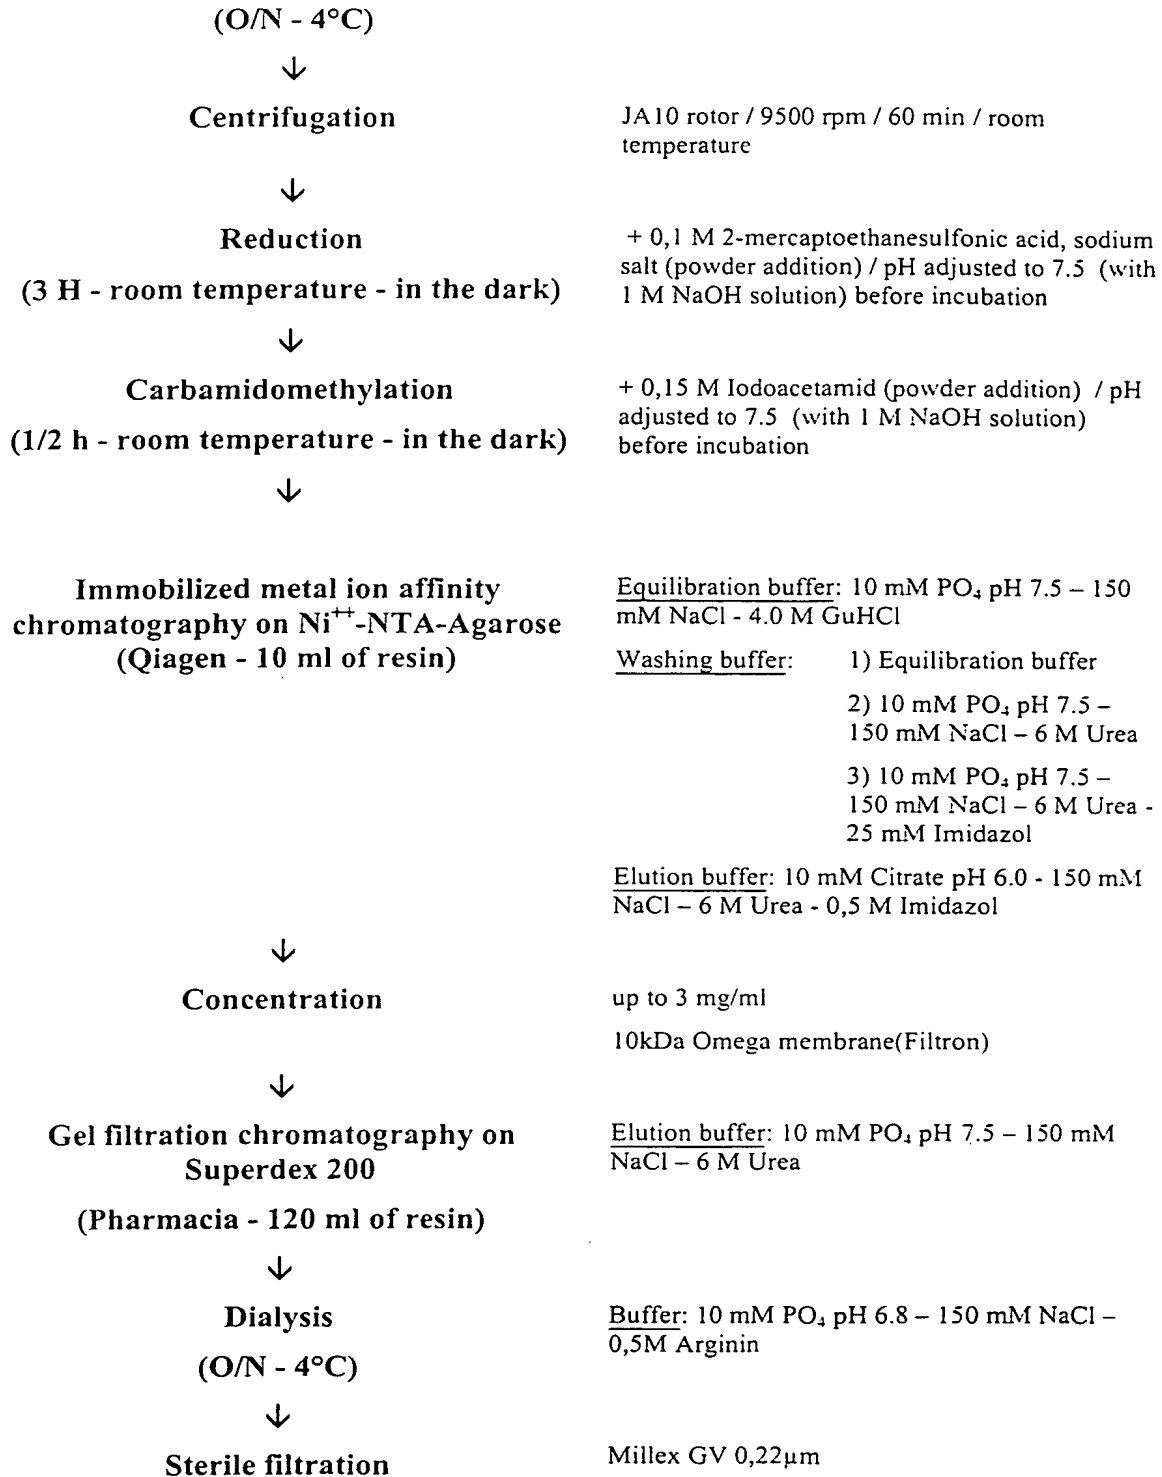 (O/N - 4°C)
↓
Centrifugation
JA10 rotor / 9500 rpm / 60 min / room
temperature
↓
Reduction
(3 H - room temperature - in the dark)
+ 0,1 M 2-mercaptoethanesulfonic acid, sodium
salt (powder addition) / pH adjusted to 7.5 (with
1 M NaOH solution) before incubation
↓
Carbamidomethylation
(1/2 h - room temperature - in the dark)
+ 0,15 M Iodoacetamid (powder addition) / pH
adjusted to 7.5 (with 1 M NaOH solution)
before incubation
↓
Immobilized metal ion affinity
chromatography on Ni⁺⁺-NTA-Agarose
(Qiagen - 10 ml of resin)
Equilibration buffer: 10 mM PO₄ pH 7.5 – 150
mM NaCl - 4.0 M GuHCl
Washing buffer: 1) Equilibration buffer
2) 10 mM PO₄ pH 7.5 –
150 mM NaCl – 6 M Urea
3) 10 mM PO₄ pH 7.5 –
150 mM NaCl – 6 M Urea -
25 mM Imidazol
Elution buffer: 10 mM Citrate pH 6.0 - 150 mM
NaCl – 6 M Urea - 0,5 M Imidazol
↓
Concentration
up to 3 mg/ml
10kDa Omega membrane(Filtron)
↓
Gel filtration chromatography on
Superdex 200
(Pharmacia - 120 ml of resin)
Elution buffer: 10 mM PO₄ pH 7.5 – 150 mM
NaCl – 6 M Urea
↓
Dialysis
(O/N - 4°C)
Buffer: 10 mM PO₄ pH 6.8 – 150 mM NaCl –
0,5M Arginin
↓
Sterile filtration
Millex GV 0,22µm